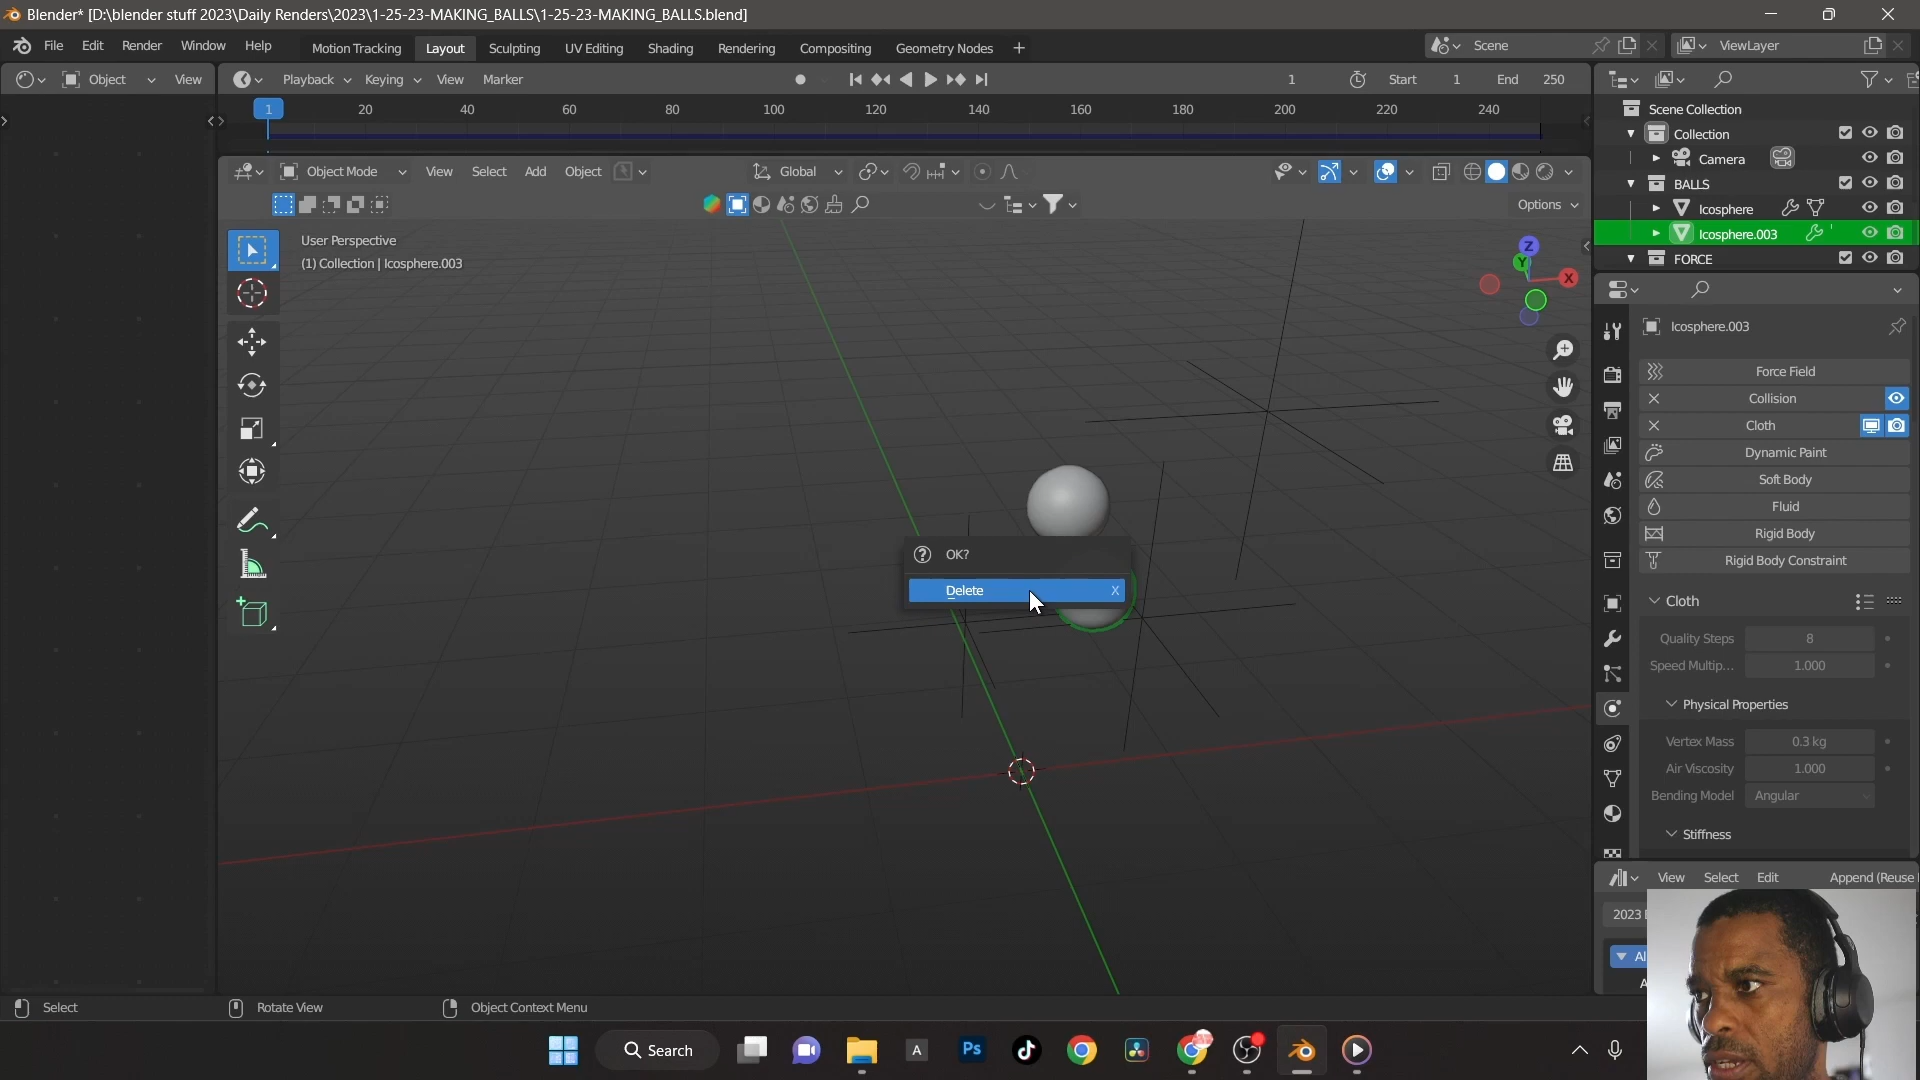 Blender* [D:\blender stuff 2023\Daily Renders\2023\1-25-23-MAKING_BALLS\1-25-23-MAKING_BALLS.blend]
File Edit Render Window Help Motion Tracking Layout Sculpting UV Editing Shading Rendering Compositing Geometry Nodes + Scene ViewLayer
Object View Playback Keying View Marker 1 Start 1 End 250
1 20 40 60 80 100 120 140 160 180 200 220 240
Scene Collection
Collection
Camera
BALLS
Icosphere
Icosphere.003
FORCE
Object Mode View Select Add Object Global
Options
User Perspective
(1) Collection | Icosphere.003
Z
Y
X
OK?
Delete X
Icosphere.003
Force Field
Collision
Cloth
Dynamic Paint
Soft Body
Fluid
Rigid Body
Rigid Body Constraint
Cloth
Quality Steps 8
Speed Multip... 1.000
Physical Properties
Vertex Mass 0.3 kg
Air Viscosity 1.000
Bending Model Angular
Stiffness
View Select Edit Append (Reuse
2023
Al
A
Select Rotate View Object Context Menu
Search A Ps